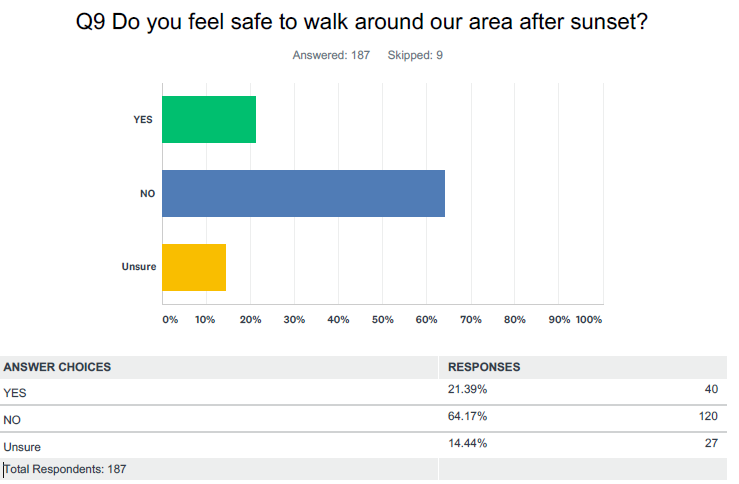 Q9 Do you feel safe to walk around our area after sunset?
Answered: 187 Skipped: 9
YES
NO
Unsure
0% 10% 20% 30% 40% 50% 60% 70% 80% 90% 100%
ANSWER CHOICES RESPONSES
YES 21.39% 40
NO 64.17% 120
Unsure 14.44% 27
Total Respondents: 187